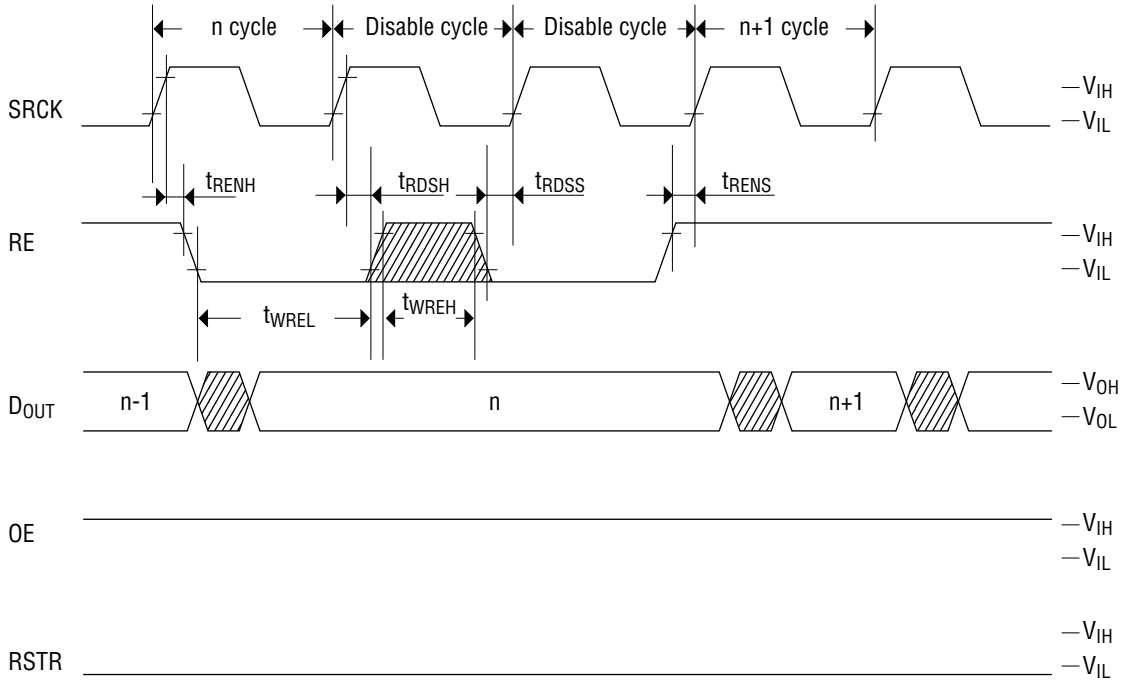 n cycle Disable cycle Disable cycle n+1 cycle
SRCK
VIH
VIL
tRENH tRDSH tRDSS tRENS
RE
VIH
VIL
tWREL tWREH
DOUT n-1 n n+1
VOH
VOL
OE
VIH
VIL
RSTR
VIH
VIL